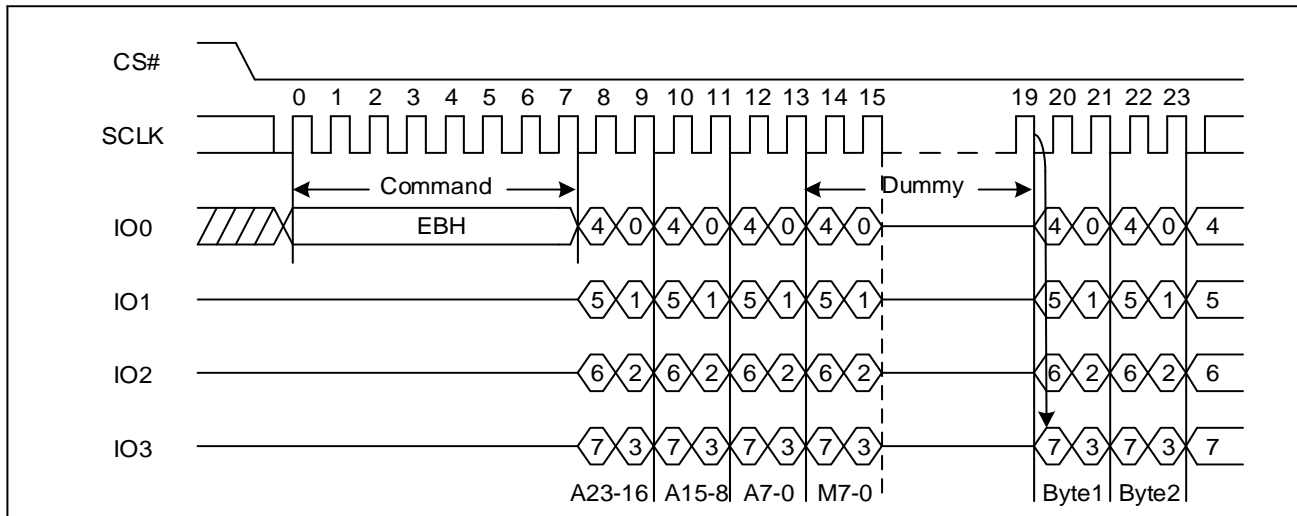 CS#
0 1 2 3 4 5 6 7 8 9 10 11 12 13 14 15 19 20 21 22 23
SCLK
Command Dummy
IO0 EBH 4 0 4 0 4 0 4 0 4 0 4 0 4
IO1 5 1 5 1 5 1 5 1 5 1 5 1 5
IO2 6 2 6 2 6 2 6 2 6 2 6 2 6
IO3 7 3 7 3 7 3 7 3 7 3 7 3 7
A23-16 A15-8 A7-0 M7-0 Byte1 Byte2